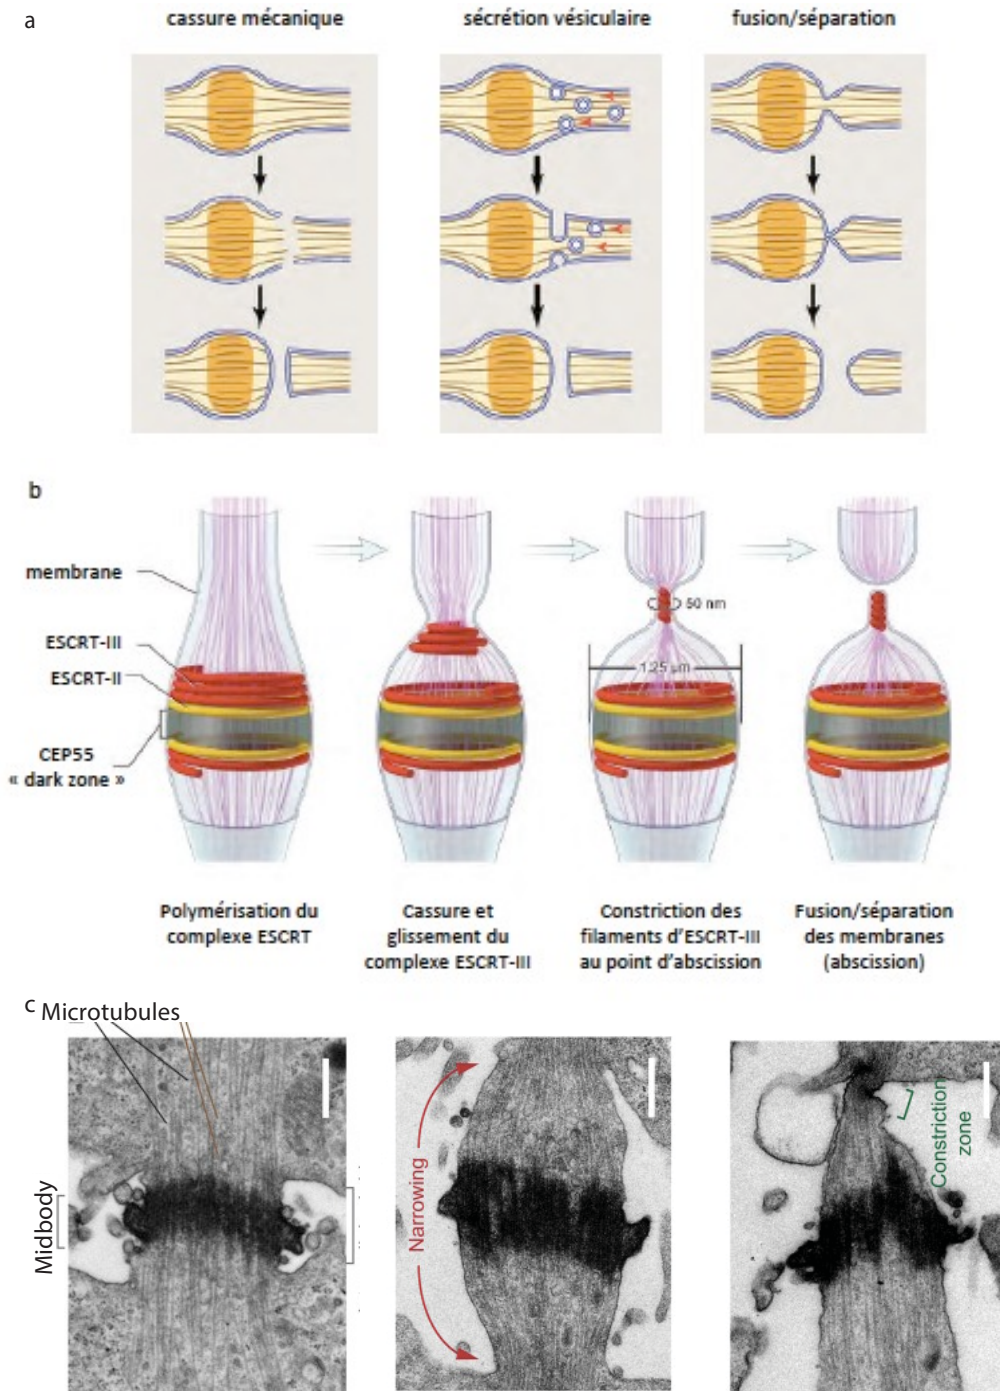 a
cassure mécanique
sécrétion vésiculaire
fusion/séparation
b
membrane
ESCRT-III
ESCRT-II
CEP55
« dark zone »
50 nm
1.25 µm
Polymérisation du
complexe ESCRT
Cassure et
glissement du
complexe ESCRT-III
Constriction des
filaments d'ESCRT-III
au point d'abscission
Fusion/séparation
des membranes
(abscission)
c
Microtubules
Midbody
Narrowing
Constriction
zone